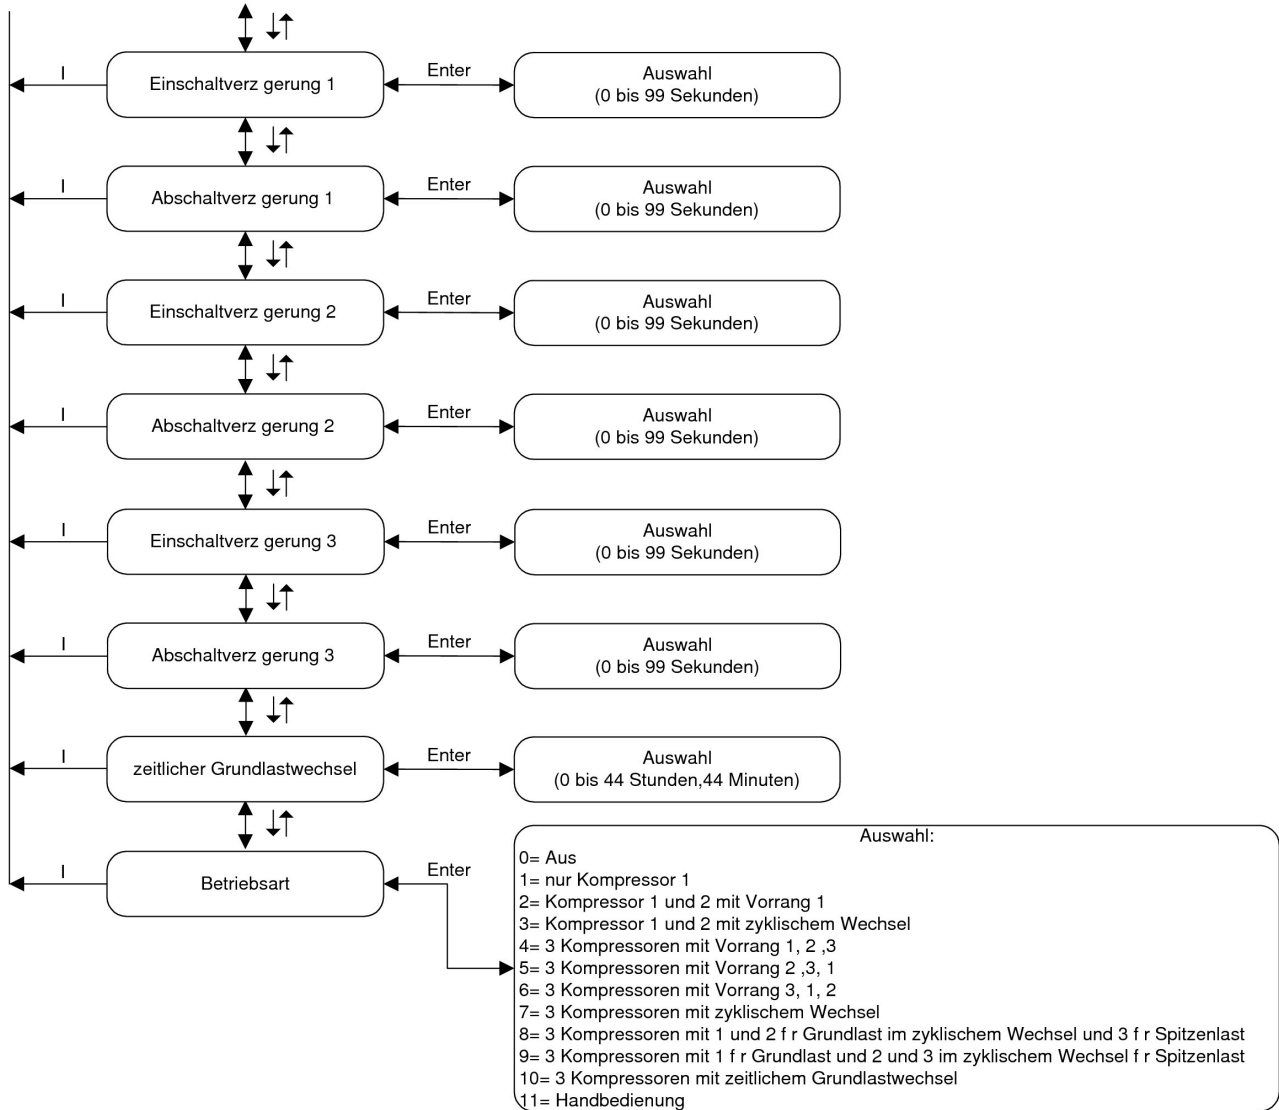 ↓↑
I
Einschaltverz gerung 1
Enter
Auswahl
(0 bis 99 Sekunden)
↓↑
I
Abschaltverz gerung 1
Enter
Auswahl
(0 bis 99 Sekunden)
↓↑
I
Einschaltverz gerung 2
Enter
Auswahl
(0 bis 99 Sekunden)
↓↑
I
Abschaltverz gerung 2
Enter
Auswahl
(0 bis 99 Sekunden)
↓↑
I
Einschaltverz gerung 3
Enter
Auswahl
(0 bis 99 Sekunden)
↓↑
I
Abschaltverz gerung 3
Enter
Auswahl
(0 bis 99 Sekunden)
↓↑
I
zeitlicher Grundlastwechsel
Enter
Auswahl
(0 bis 44 Stunden,44 Minuten)
↓↑
I
Betriebsart
Enter
Auswahl:
0= Aus
1= nur Kompressor 1
2= Kompressor 1 und 2 mit Vorrang 1
3= Kompressor 1 und 2 mit zyklischem Wechsel
4= 3 Kompressoren mit Vorrang 1, 2 ,3
5= 3 Kompressoren mit Vorrang 2 ,3, 1
6= 3 Kompressoren mit Vorrang 3, 1, 2
7= 3 Kompressoren mit zyklischem Wechsel
8= 3 Kompressoren mit 1 und 2 f r Grundlast im zyklischem Wechsel und 3 f r Spitzenlast
9= 3 Kompressoren mit 1 f r Grundlast und 2 und 3 im zyklischem Wechsel f r Spitzenlast
10= 3 Kompressoren mit zeitlichem Grundlastwechsel
11= Handbedienung